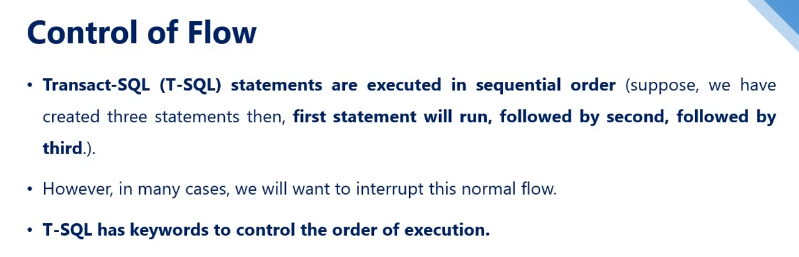 Control of Flow
• Transact-SQL (T-SQL) statements are executed in sequential order (suppose, we have
created three statements then, first statement will run, followed by second, followed by
third.).
• However, in many cases, we will want to interrupt this normal flow.
• T-SQL has keywords to control the order of execution.